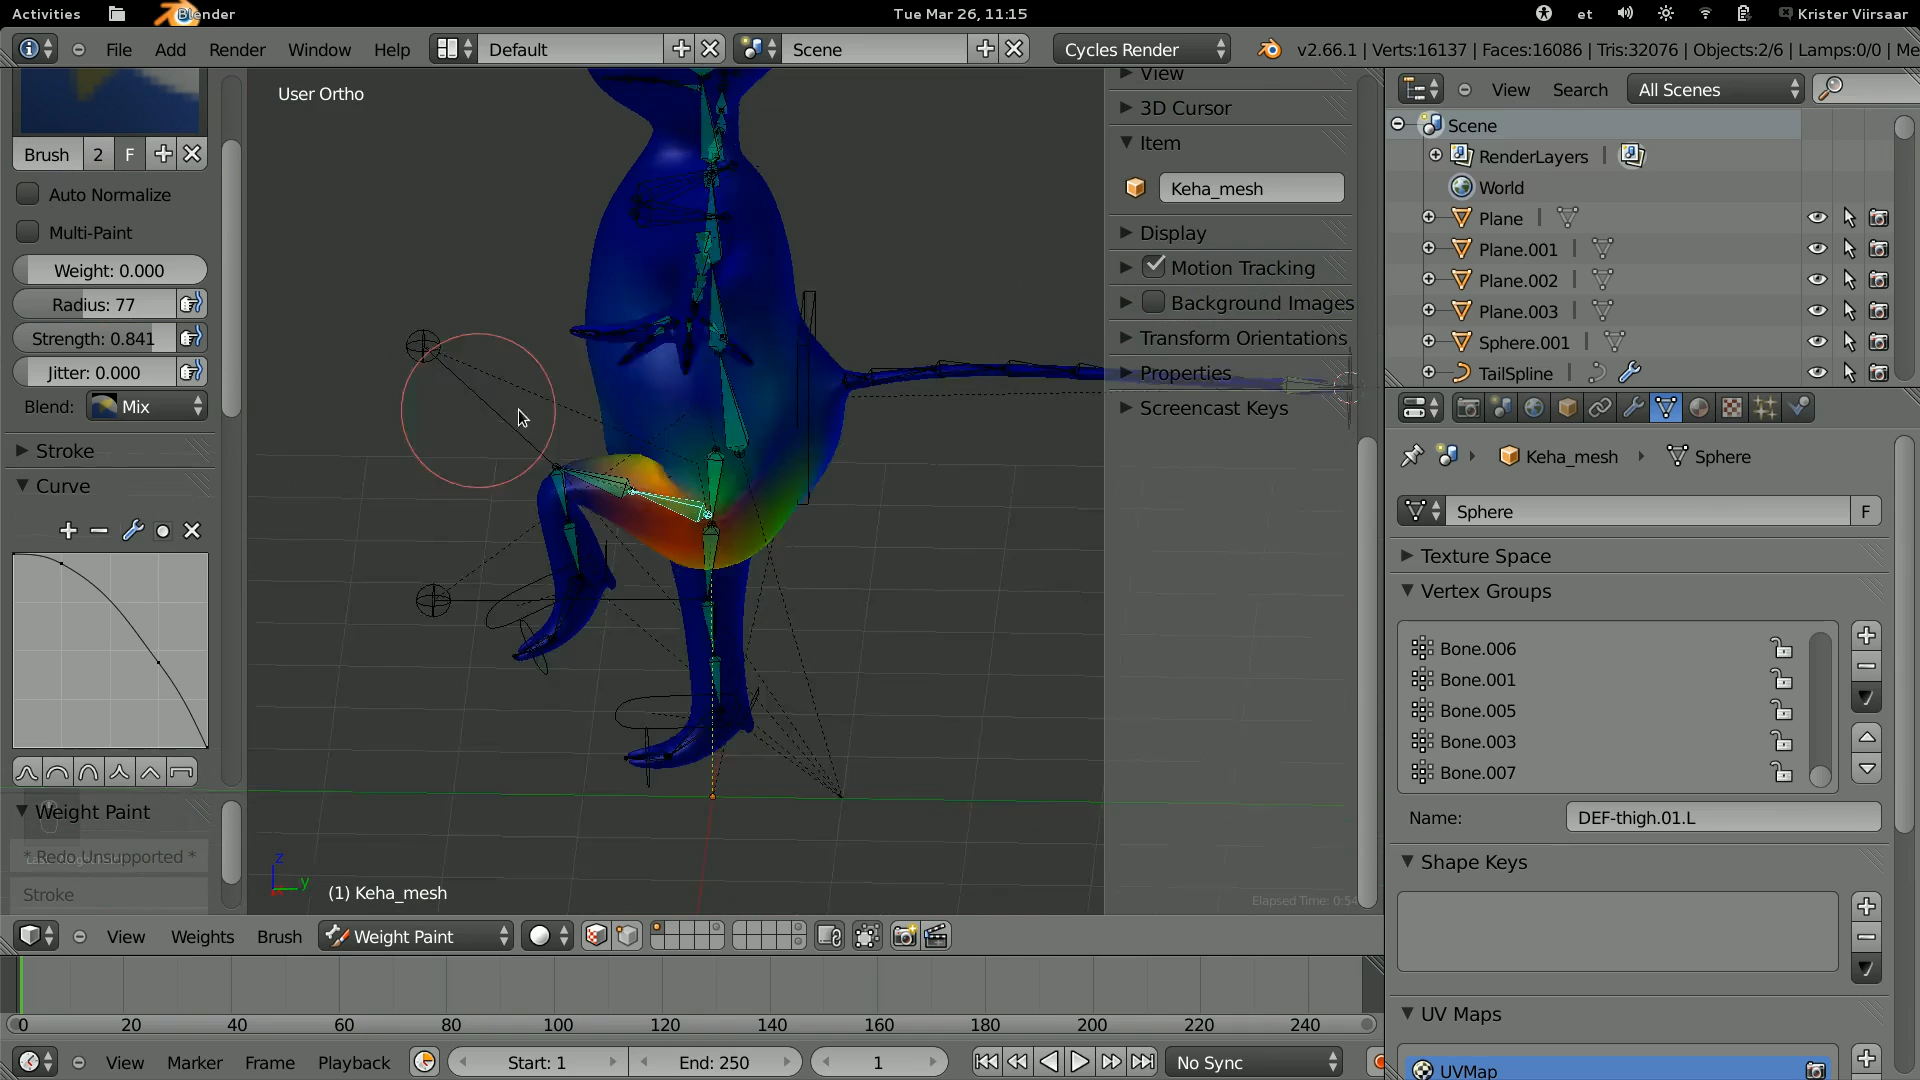 Activities Blender Tue Mar 26, 11:15 et Krister Viirsaar
File Add Render Window Help Default Scene Cycles Render v2.66.1 | Verts:16137 | Faces:16086 | Tris:32076 | Objects:2/6 | Lamps:0/0 | Me
Brush 2 F
Auto Normalize
Multi-Paint
Weight: 0.000
Radius: 77
Strength: 0.841
Jitter: 0.000
Blend: Mix
Stroke
Curve
Weight Paint
* Redo Unsupported *
Stroke
User Ortho
z
y
(1) Keha_mesh
View
3D Cursor
Item
Keha_mesh
Display
Motion Tracking
Background Images
Transform Orientations
Properties
Screencast Keys
Elapsed Time: 0:54
View Weights Brush Weight Paint
0 20 40 60 80 100 120 140 160 180 200 220 240
View Marker Frame Playback Start: 1 End: 250 1 No Sync
View Search All Scenes
Scene
RenderLayers |
World
Plane |
Plane.001 |
Plane.002 |
Plane.003 |
Sphere.001 |
TailSpline |
Keha_mesh Sphere
Sphere F
Texture Space
Vertex Groups
Bone.006
Bone.001
Bone.005
Bone.003
Bone.007
Name: DEF-thigh.01.L
Shape Keys
UV Maps
UVMap